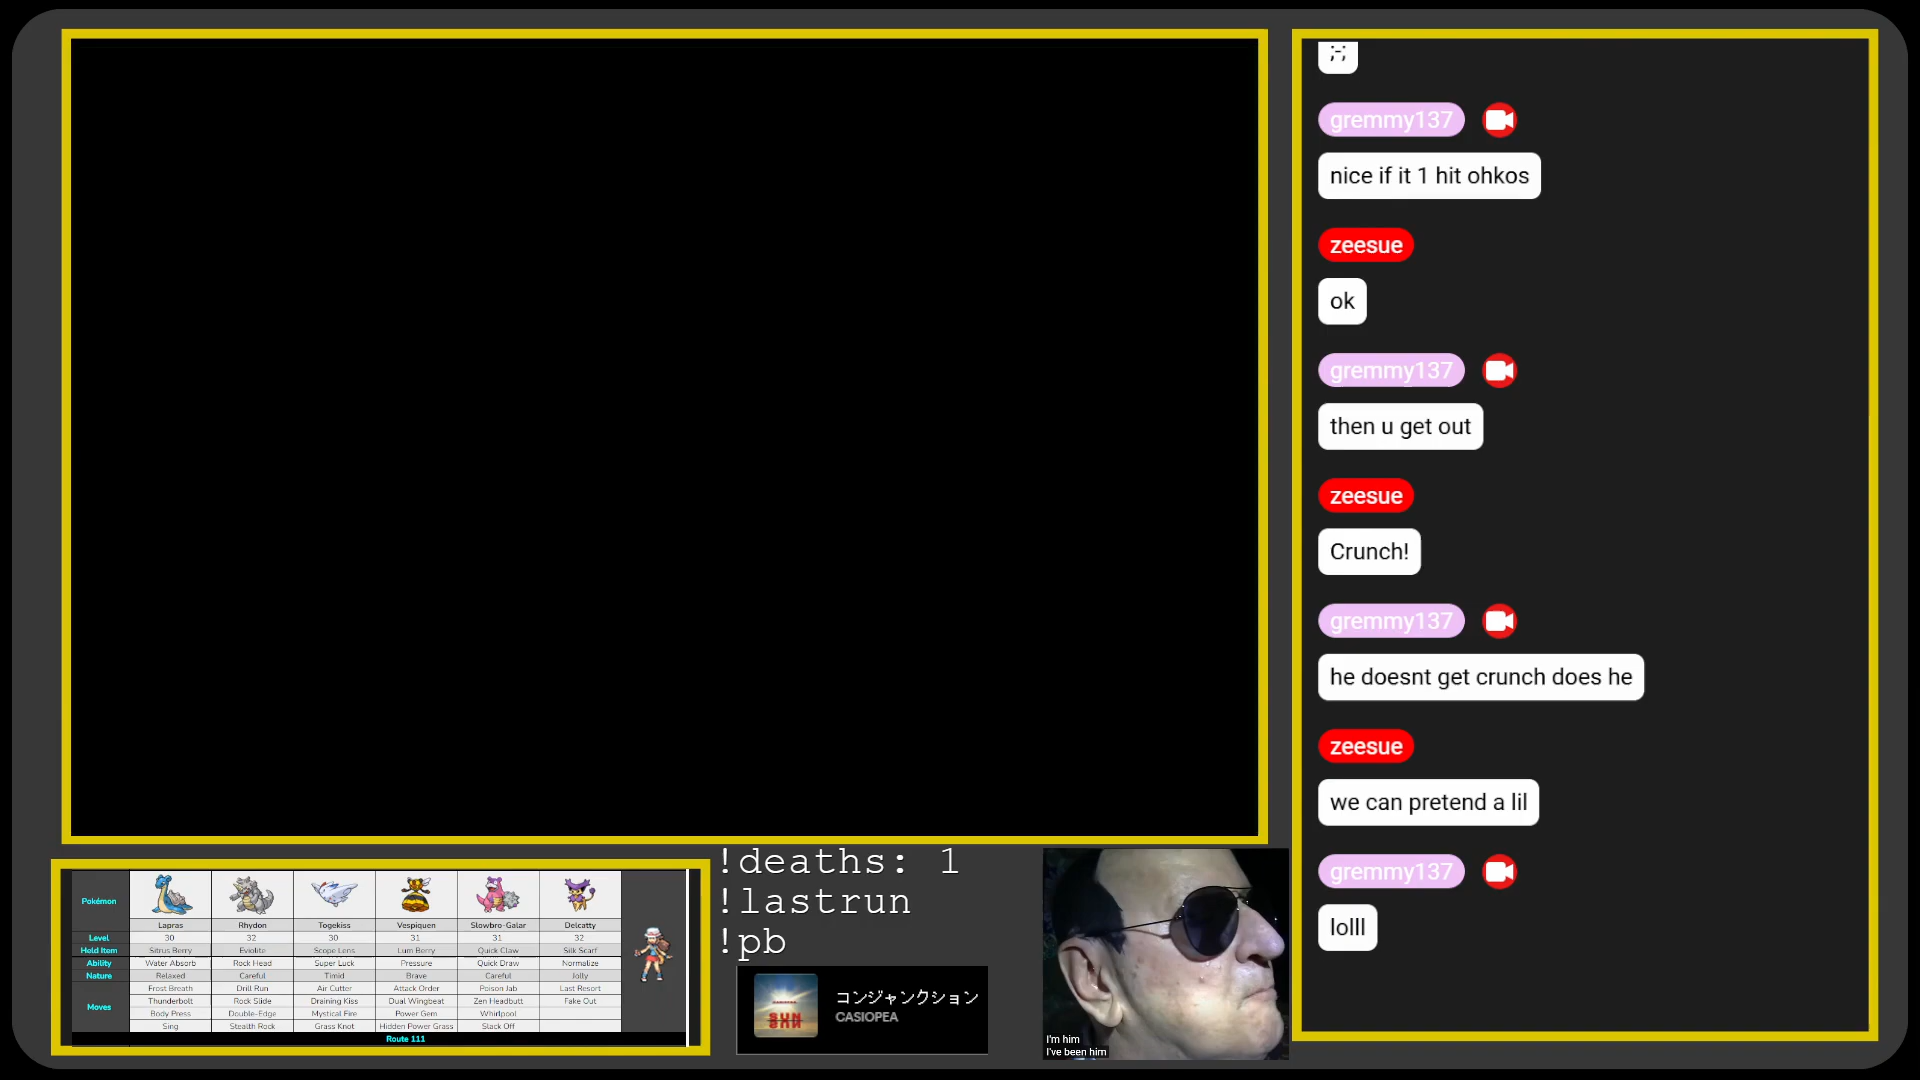 ;-;
gremmy137
nice if it 1 hit ohkos
zeesue
ok
gremmy137
then u get out
zeesue
Crunch!
gremmy137
he doesnt get crunch does he
zeesue
we can pretend a lil
gremmy137
lolll
Pokémon
Lapras Rhydon Togekiss Vespiquen Slowbro-Galar Delcatty
Level 30 32 30 31 31 32
Held Item Sitrus Berry Eviolite Scope Lens Lum Berry Quick Claw Silk Scarf
Ability Water Absorb Rock Head Super Luck Pressure Quick Draw Normalize
Nature Relaxed Careful Timid Brave Careful Jolly
Moves
Frost Breath Drill Run Air Cutter Attack Order Poison Jab Last Resort
Thunderbolt Rock Slide Draining Kiss Dual Wingbeat Zen Headbutt Fake Out
Body Press Double-Edge Mystical Fire Power Gem Whirlpool
Sing Stealth Rock Grass Knot Hidden Power Grass Slack Off
Route 111
!deaths: 1
!lastrun
!pb
SUN
SUN
コンジャンクション
CASIOPEA
I'm him
I've been him